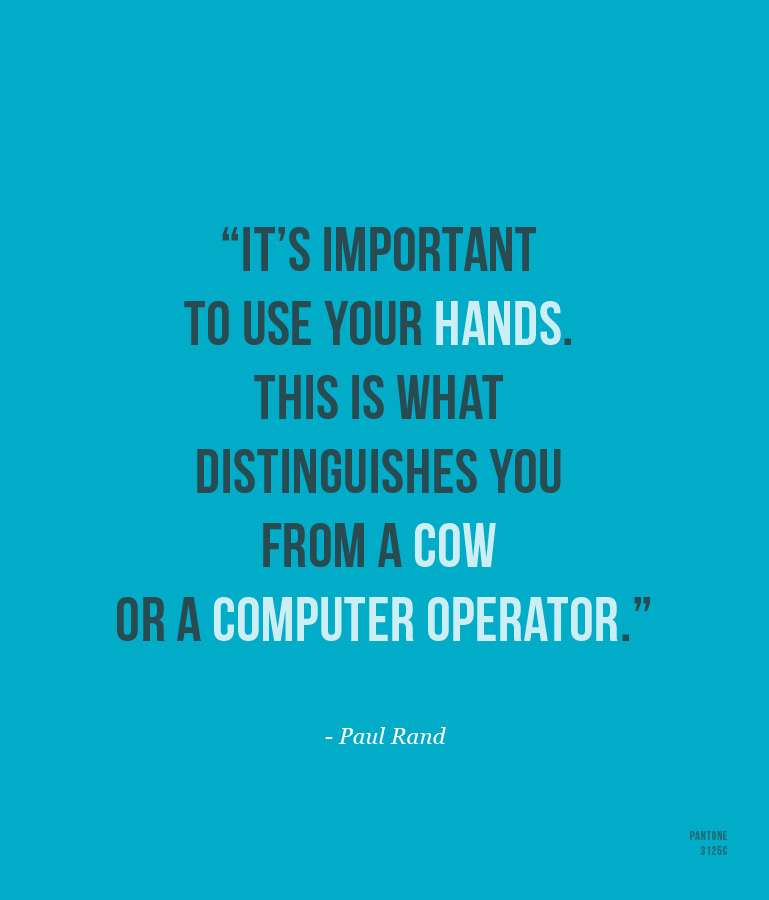 “IT’S IMPORTANT
TO USE YOUR HANDS.
THIS IS WHAT
DISTINGUISHES YOU
FROM A COW
OR A COMPUTER OPERATOR.”
- Paul Rand
PANTONE
3125C